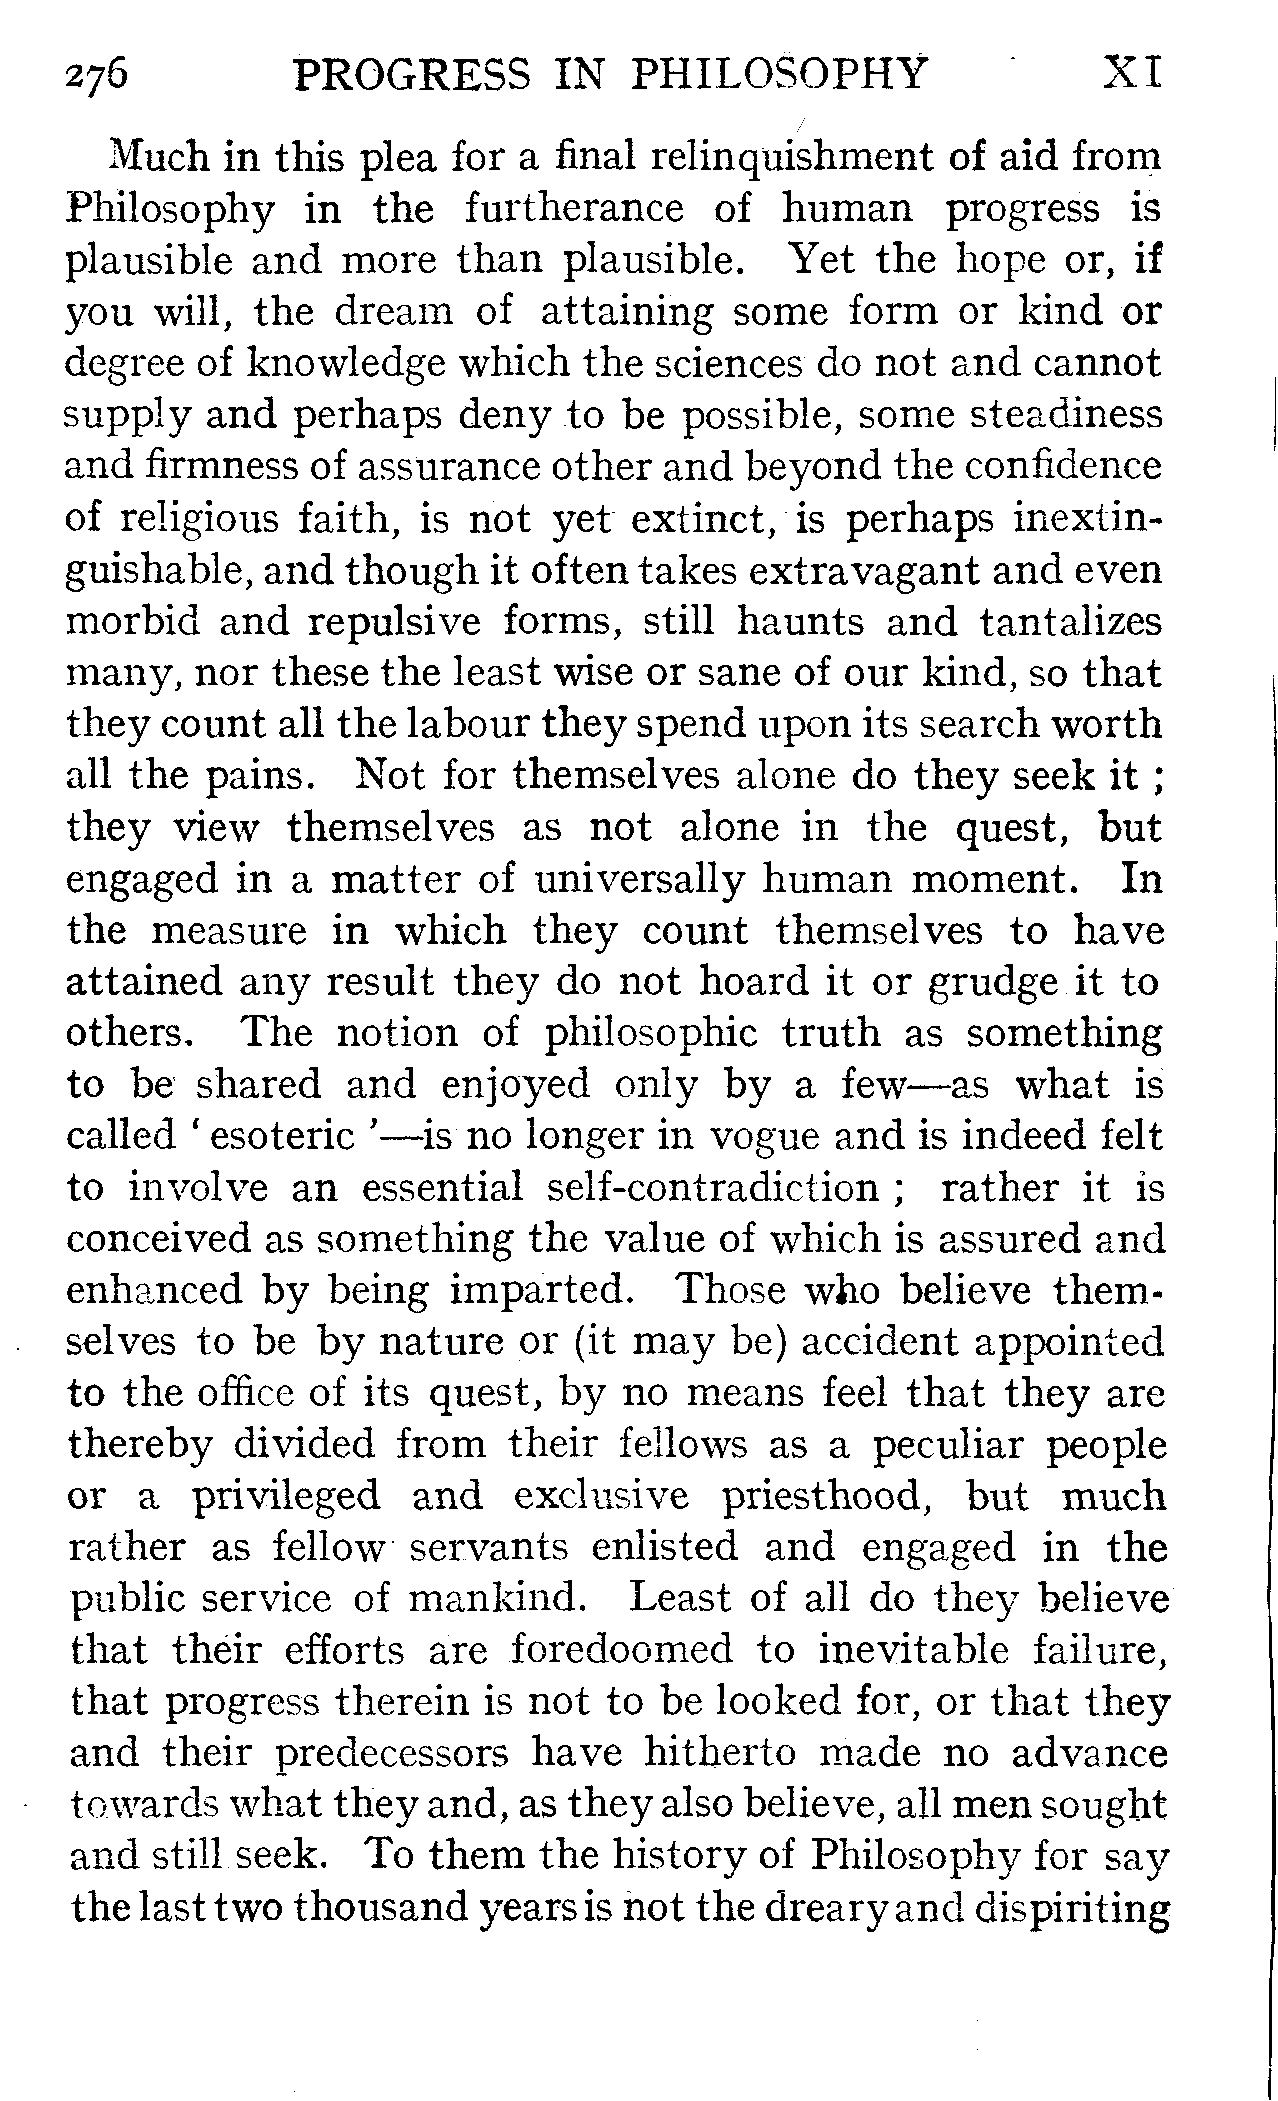 276 PROGRESS IN PHILOSOPHY XI
Much in this plea for a final relinquishment of aid from
Philosophy in the furtherance of human progress is
plausible and more than plausible. Yet the hope or, if
you will, the dream of attaining some form or kind or
degree of knowledge which the sciences do not and cannot
supply and perhaps deny to be possible, some steadiness
and firmness of assurance other and beyond the confidence
of religious faith, is not yet extinct, is perhaps inextin-
guishable, and though it often takes extravagant and even
morbid and repulsive forms, still haunts and tantalizes
many, nor these the least wise or sane of our kind, so that
they count all the labour they spend upon its search worth
all the pains. Not for themselves alone do they seek it ;
they view themselves as not alone in the quest, but
engaged in a matter of universally human moment. In
the measure in which they count themselves to have
attained any result they do not hoard it or grudge it to
others. The notion of philosophic truth as something
to be shared and enjoyed only by a few—as what is
called ‘ esoteric ’—is no longer in vogue and is indeed felt
to involve an essential self-contradiction ; rather it is
conceived as something the value of which is assured and
enhanced by being imparted. Those who believe them-
selves to be by nature or (it may be) accident appointed
to the office of its quest, by no means feel that they are
thereby divided from their fellows as a peculiar people
or a privileged and exclusive priesthood, but much
rather as fellow servants enlisted and engaged in the
public service of mankind. Least of all do they believe
that their efforts are foredoomed to inevitable failure,
that progress therein is not to be looked for, or that they
and their predecessors have hitherto made no advance
towards what they and, as they also believe, all men sought
and still seek. To them the history of Philosophy for say
the last two thousand years is not the dreary and dispiriting